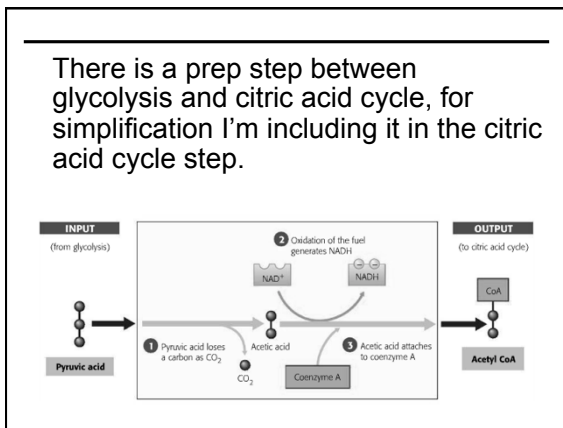 There is a prep step between
glycolysis and citric acid cycle, for
simplification I'm including it in the citric
acid cycle step.
INPUT
(from glycolysis)
OUTPUT
(to citric acid cycle)
2 Oxidation of the fuel
generates NADH
NAD+
NADH
CoA
1 Pyruvic acid loses
a carbon as CO2
Acetic acid
3 Acetic acid attaches
to coenzyme A
Pyruvic acid
CO2
Coenzyme A
Acetyl CoA